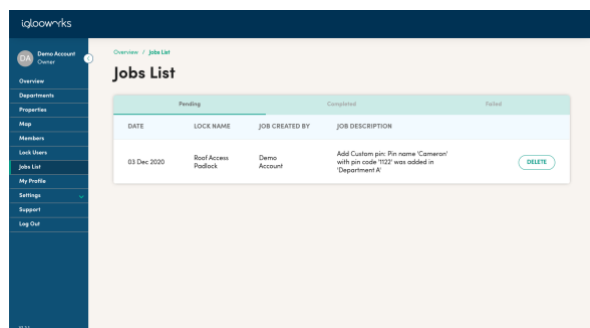 iglooworks
DA
Demo Account
Owner
Overview
Departments
Properties
Map
Members
Lock Users
Jobs List
My Profile
Settings
Support
Log Out
Overview / Jobs List
Jobs List
Pending
Completed
Failed
DATE
LOCK NAME
JOB CREATED BY
JOB DESCRIPTION
03 Dec 2020
Roof Access
Padlock
Demo
Account
Add Custom pin: Pin name 'Cameron'
with pin code '1122' was added in
'Department A'
DELETE